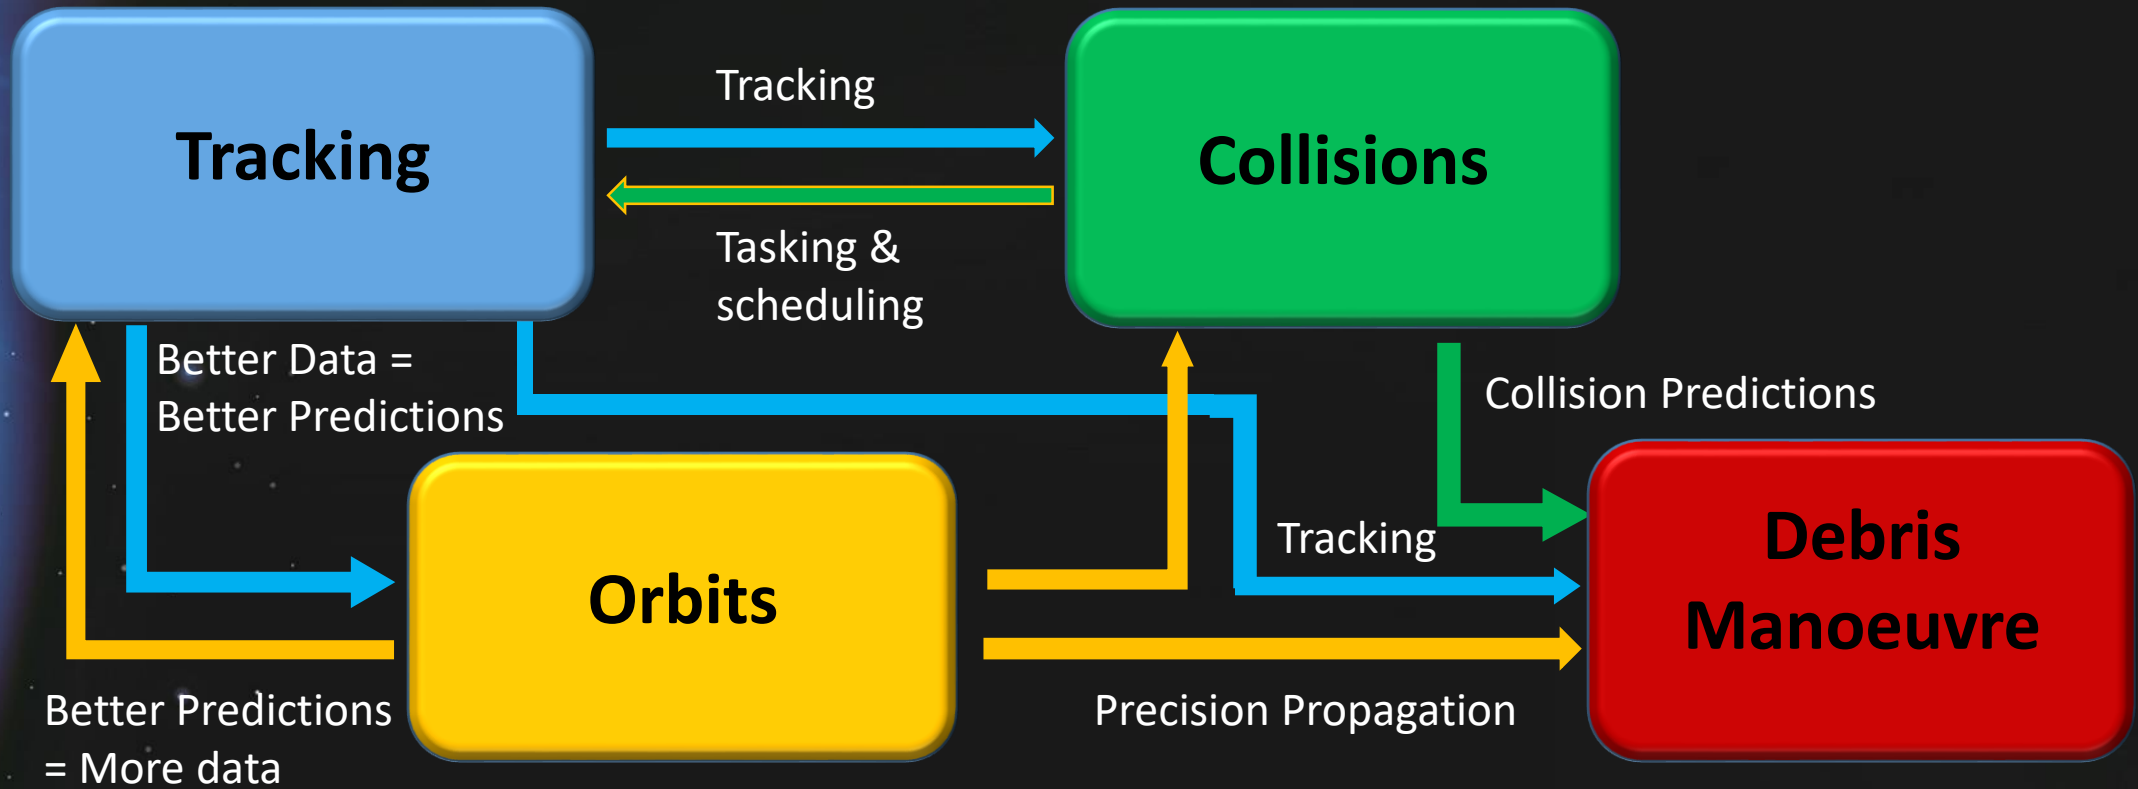 Tracking
Tracking
Collisions
Tasking &
scheduling
Better Data =
Better Predictions
Collision Predictions
Orbits
Tracking
Debris
Manoeuvre
Better Predictions
= More data
Precision Propagation